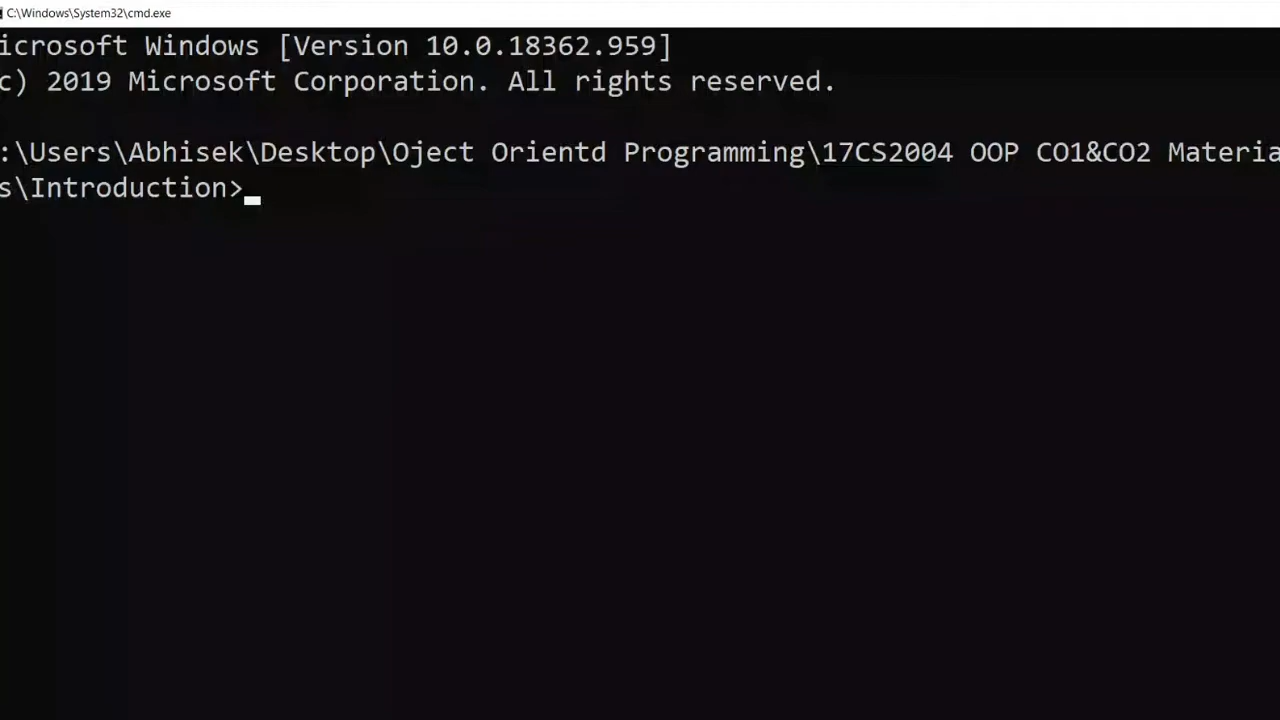 C:\Windows\System32\cmd.exe
icrosoft Windows [Version 10.0.18362.959]
c) 2019 Microsoft Corporation. All rights reserved.
:\Users\Abhisek\Desktop\Oject Orientd Programming\17CS2004 OOP CO1&CO2 Materia
s\Introduction>